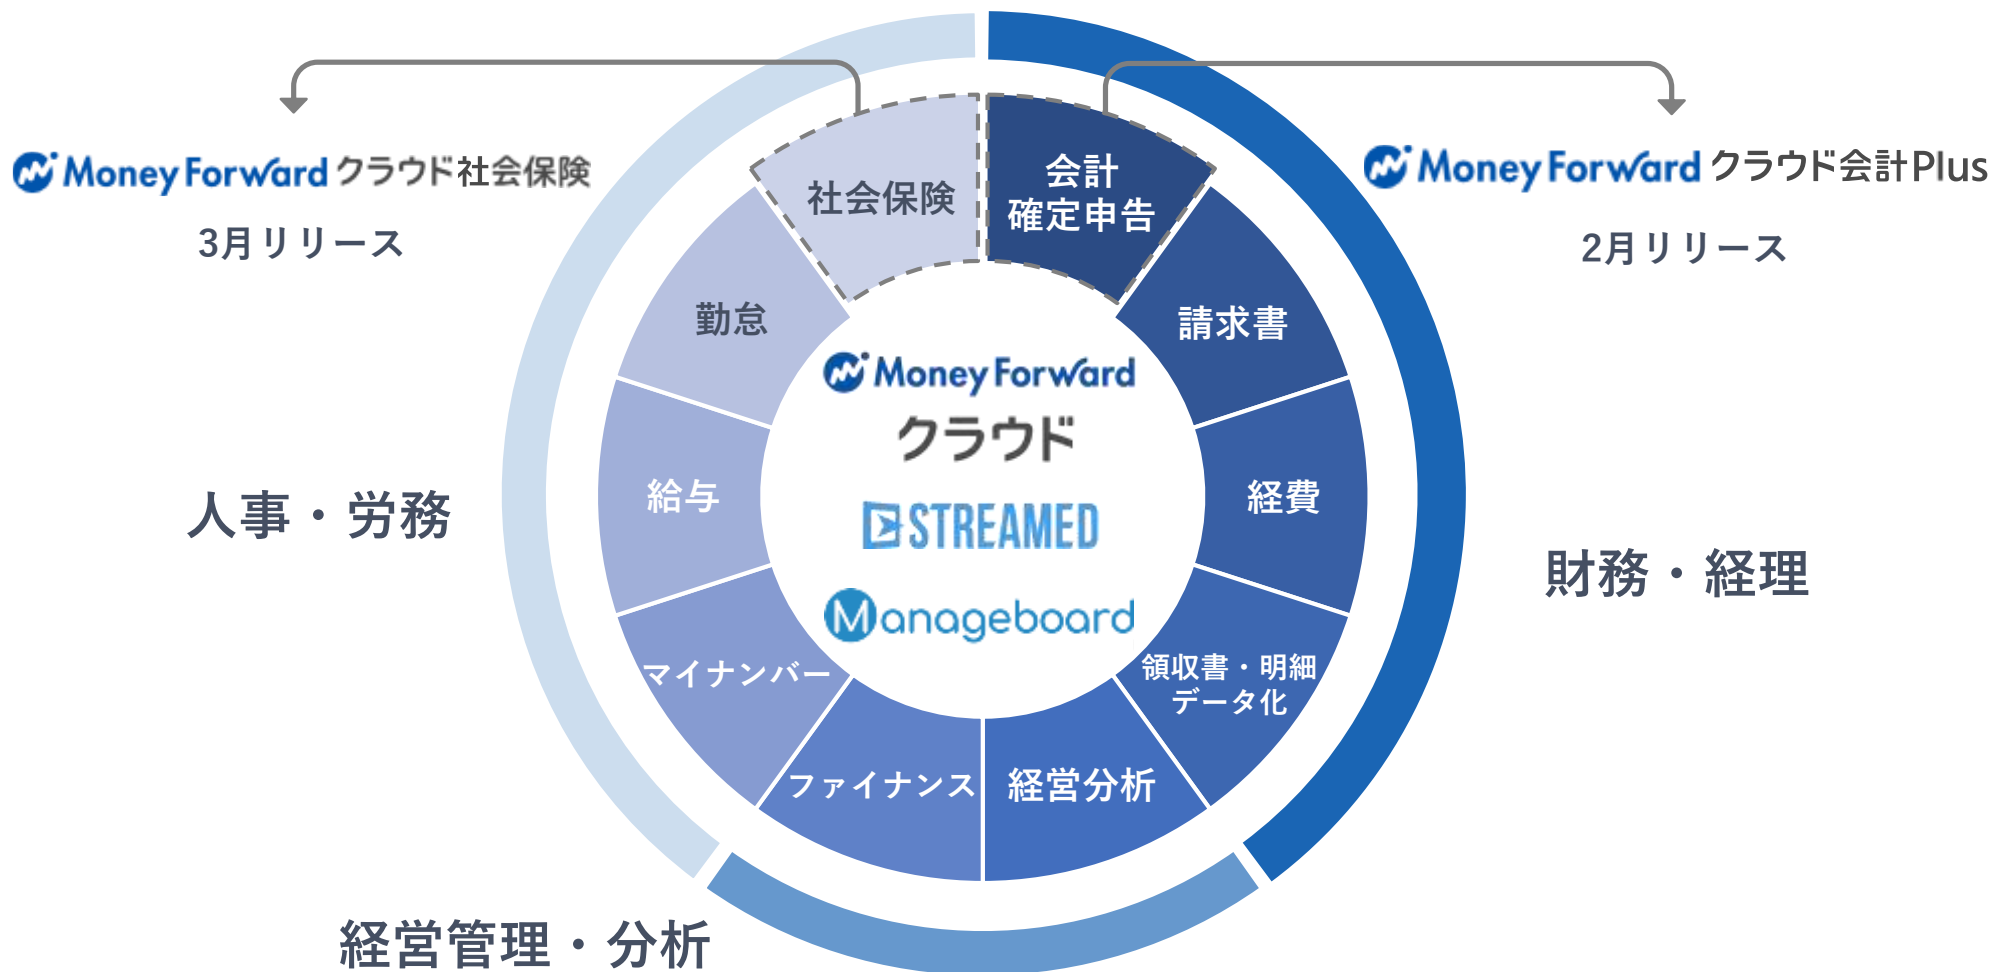 Money Forward クラウド社会保険
3月リリース
Money Forward クラウド会計Plus
2月リリース
社会保険
会計
確定申告
勤怠
請求書
給与
経費
マイナンバー
領収書・明細
データ化
ファイナンス
経営分析
Money Forward
クラウド
STREAMED
Manageboard
人事・労務
財務・経理
経営管理・分析